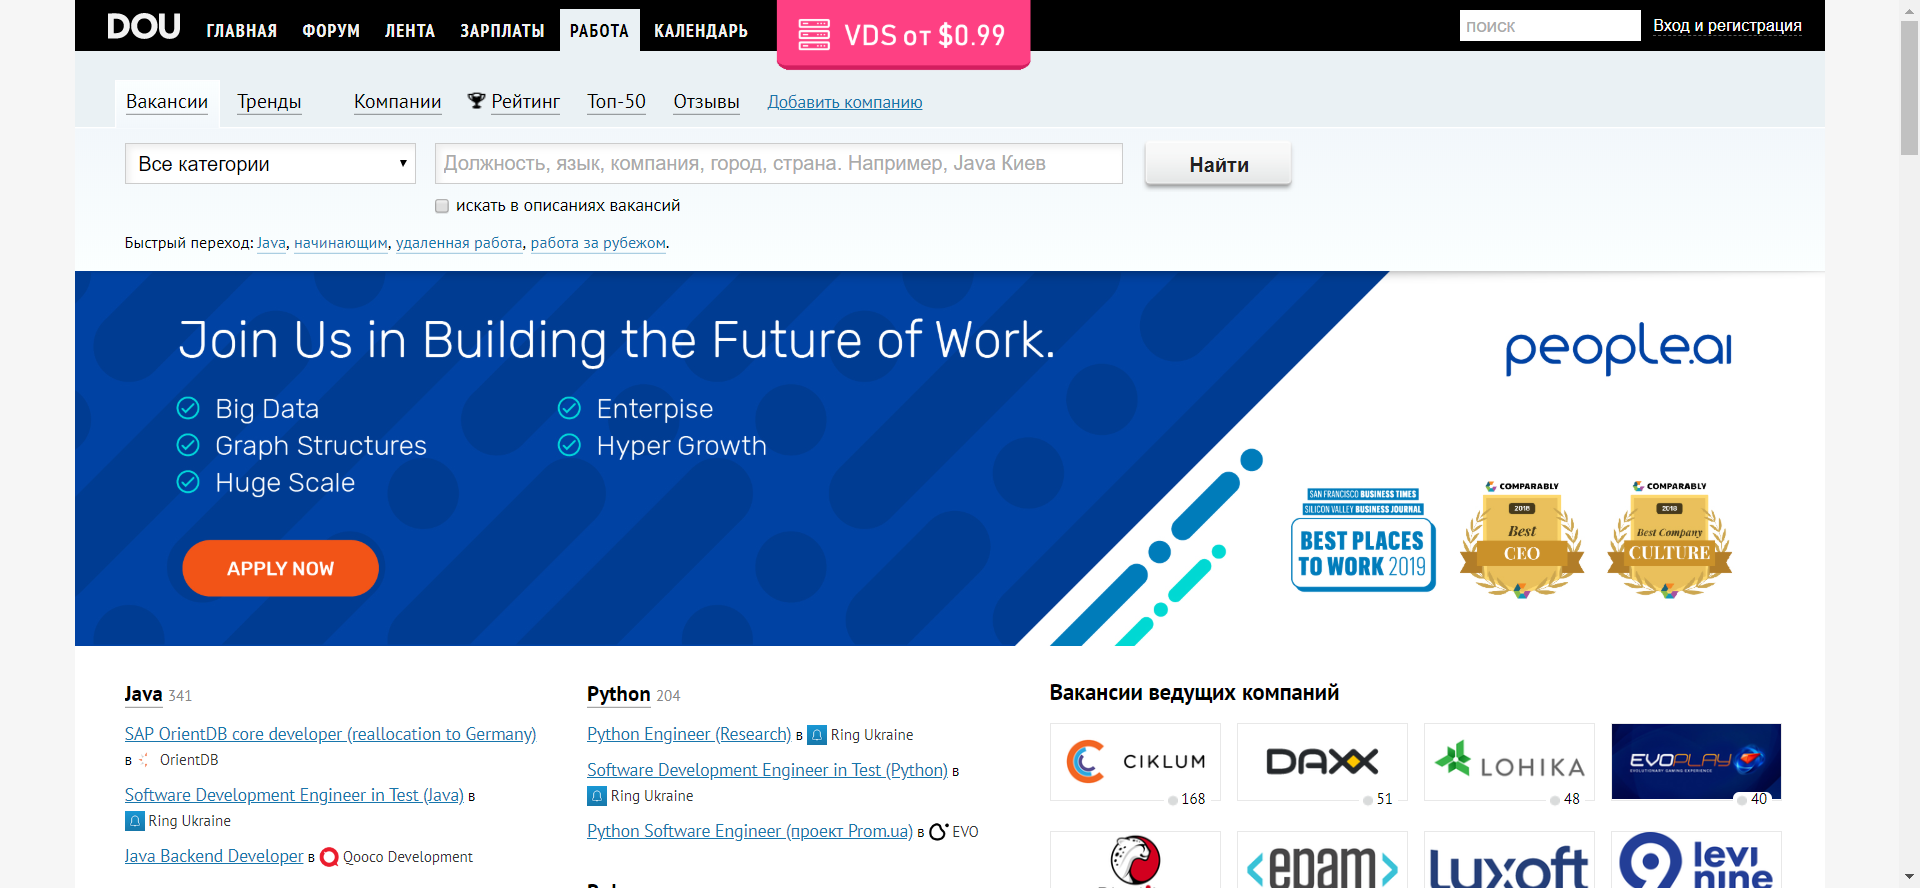 DOU ГЛАВНАЯ ФОРУМ ЛЕНТА ЗАРПЛАТЫ РАБОТА КАЛЕНДАРЬ VDS от $0.99 поиск Вход и регистрация
Вакансии Тренды Компании Рейтинг Топ-50 Отзывы Добавить компанию
Все категории Должность, язык, компания, город, страна. Например, Java Киев Найти
искать в описаниях вакансий
Быстрый переход: Java, начинающим, удаленная работа, работа за рубежом.
Join Us in Building the Future of Work.
people.ai
Big Data Enterpise
Graph Structures Hyper Growth
Huge Scale
APPLY NOW
SAN FRANCISCO BUSINESS TIMES
SILICON VALLEY BUSINESS JOURNAL
BEST PLACES
TO WORK 2019
COMPARABLY
2018
Best
CEO
COMPARABLY
2018
Best Company
CULTURE
Java 341
SAP OrientDB core developer (reallocation to Germany)
в OrientDB
Software Development Engineer in Test (Java) в
Ring Ukraine
Java Backend Developer в Qooco Development
Python 204
Python Engineer (Research) в Ring Ukraine
Software Development Engineer in Test (Python) в
Ring Ukraine
Python Software Engineer (проект Prom.ua) в EVO
Вакансии ведущих компаний
CIKLUM 168
DAXX 51
LOHIKA 48
EVOPLAY
EVOLUTIONARY GAMING EXPERIENCE
40
<epam>
Luxoft
levi
nine